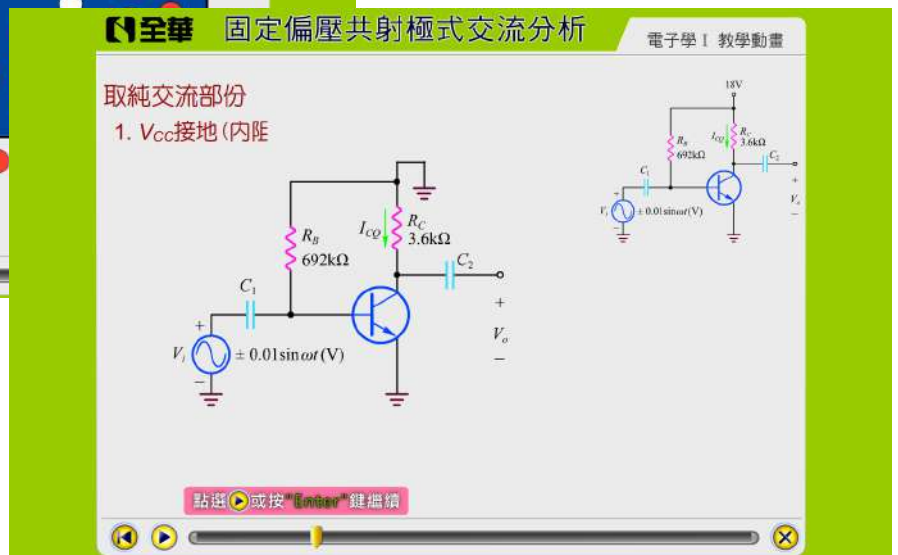 全華 固定偏壓共射極式交流分析
電子學 I 教學動畫
取純交流部份
1. VCC接地(內阻
RB
692kΩ
ICQ
RC
3.6kΩ
C1
C2
+
Vi
± 0.01sinωt(V)
−
+
Vo
−
18V
RB
692kΩ
ICQ
RC
3.6kΩ
C1
C2
+
Vi
± 0.01sinωt(V)
−
+
Vo
−
點選 或按"Enter"鍵繼續